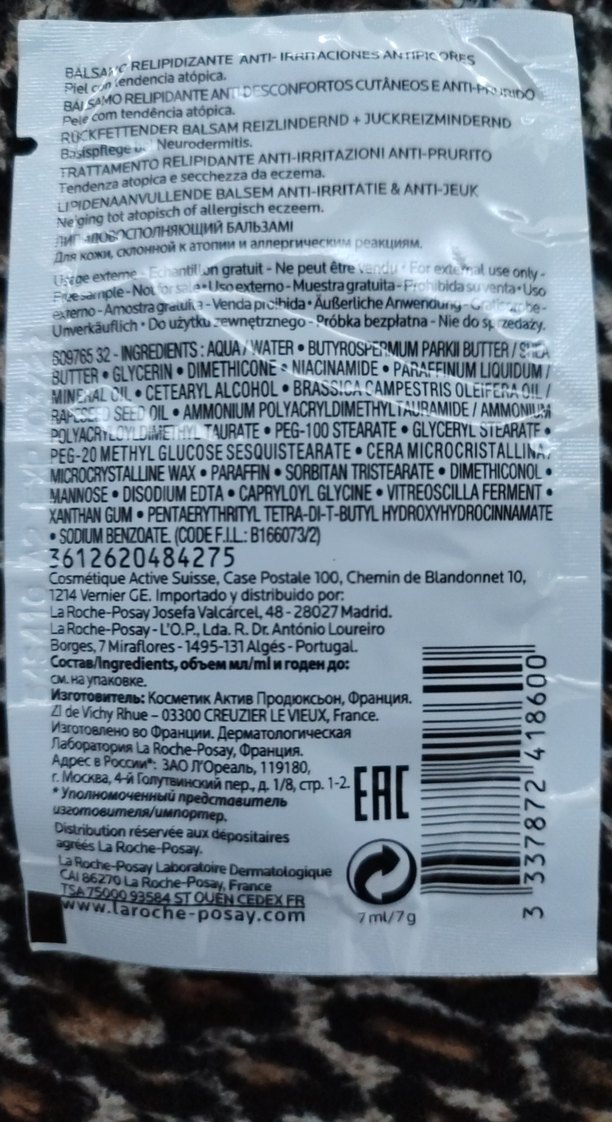 BALSAMO RELIPIDIZANTE ANTI-IRRITACIONES ANTIPICORES
Piel con tendencia atópica.
BÁLSAMO RELIPIDANTE ANTI-DESCONFORTOS CUTÂNEOS E ANTI-PRURIDO
Pele com tendência atópica.
RÜCKFETTENDER BALSAM REIZLINDERND + JUCKREIZMINDERND
Basispflege bei Neurodermitis.
TRATTAMENTO RELIPIDANTE ANTI-IRRITAZIONI ANTI-PRURITO
Tendenza atopica e secchezza da eczema.
LIPIDENAANVULLENDE BALSEM ANTI-IRRITATIE & ANTI-JEUK
Neiging tot atopisch of allergisch eczeem.
ЛИПИДОВОСПОЛНЯЮЩИЙ БАЛЬЗАМ
Для кожи, склонной к атопии и аллергическим реакциям.
Usage externe - Echantillon gratuit - Ne peut être vendu • For external use only -
Free sample - Not for sale • Uso externo - Muestra gratuita - Prohibida su venta • Uso
externo - Amostra gratuita - Venda proibida • Äußerliche Anwendung - Gratisprobe -
Unverkäuflich • Do użytku zewnętrznego - Próbka bezpłatna - Nie do sprzedaży.
609765 32 - INGREDIENTS : AQUA / WATER • BUTYROSPERMUM PARKII BUTTER / SHEA
BUTTER • GLYCERIN • DIMETHICONE • NIACINAMIDE • PARAFFINUM LIQUIDUM /
MINERAL OIL • CETEARYL ALCOHOL • BRASSICA CAMPESTRIS OLEIFERA OIL /
RAPESEED SEED OIL • AMMONIUM POLYACRYLDIMETHYLTAURAMIDE / AMMONIUM
POLYACRYLOYLDIMETHYL TAURATE • PEG-100 STEARATE • GLYCERYL STEARATE •
PEG-20 METHYL GLUCOSE SESQUISTEARATE • CERA MICROCRISTALLINA /
MICROCRYSTALLINE WAX • PARAFFIN • SORBITAN TRISTEARATE • DIMETHICONOL •
MANNOSE • DISODIUM EDTA • CAPRYLOYL GLYCINE • VITREOSCILLA FERMENT •
XANTHAN GUM • PENTAERYTHRITYL TETRA-DI-T-BUTYL HYDROXYHYDROCINNAMATE
• SODIUM BENZOATE. (CODE F.I.L.: B166073/2)
3612620484275
Cosmétique Active Suisse, Case Postale 100, Chemin de Blandonnet 10,
1214 Vernier GE. Importado y distribuido por:
La Roche-Posay Josefa Valcárcel, 48 - 28027 Madrid.
La Roche-Posay - L'O.P., Lda. R. Dr. António Loureiro
Borges, 7 Miraflores - 1495-131 Algés - Portugal.
Состав/Ingredients, объем мл/ml и годен до:
см. на упаковке.
Изготовитель: Косметик Актив Продюксьон, Франция.
ZI de Vichy Rhue – 03300 CREUZIER LE VIEUX, France.
Изготовлено во Франции. Дерматологическая
Лаборатория La Roche-Posay, Франция.
Адрес в России*: ЗАО Л'Ореаль, 119180,
г. Москва, 4-й Голутвинский пер., д. 1/8, стр. 1-2.
* Уполномоченный представитель
изготовителя/импортер.
EAC
Distribution réservée aux dépositaires
agréés La Roche-Posay.
La Roche-Posay Laboratoire Dermatologique
CAI 86270 La Roche-Posay, France
TSA 75000 93584 ST OUEN CEDEX FR
www.laroche-posay.com
7 ml/7 g
3 337872 418600